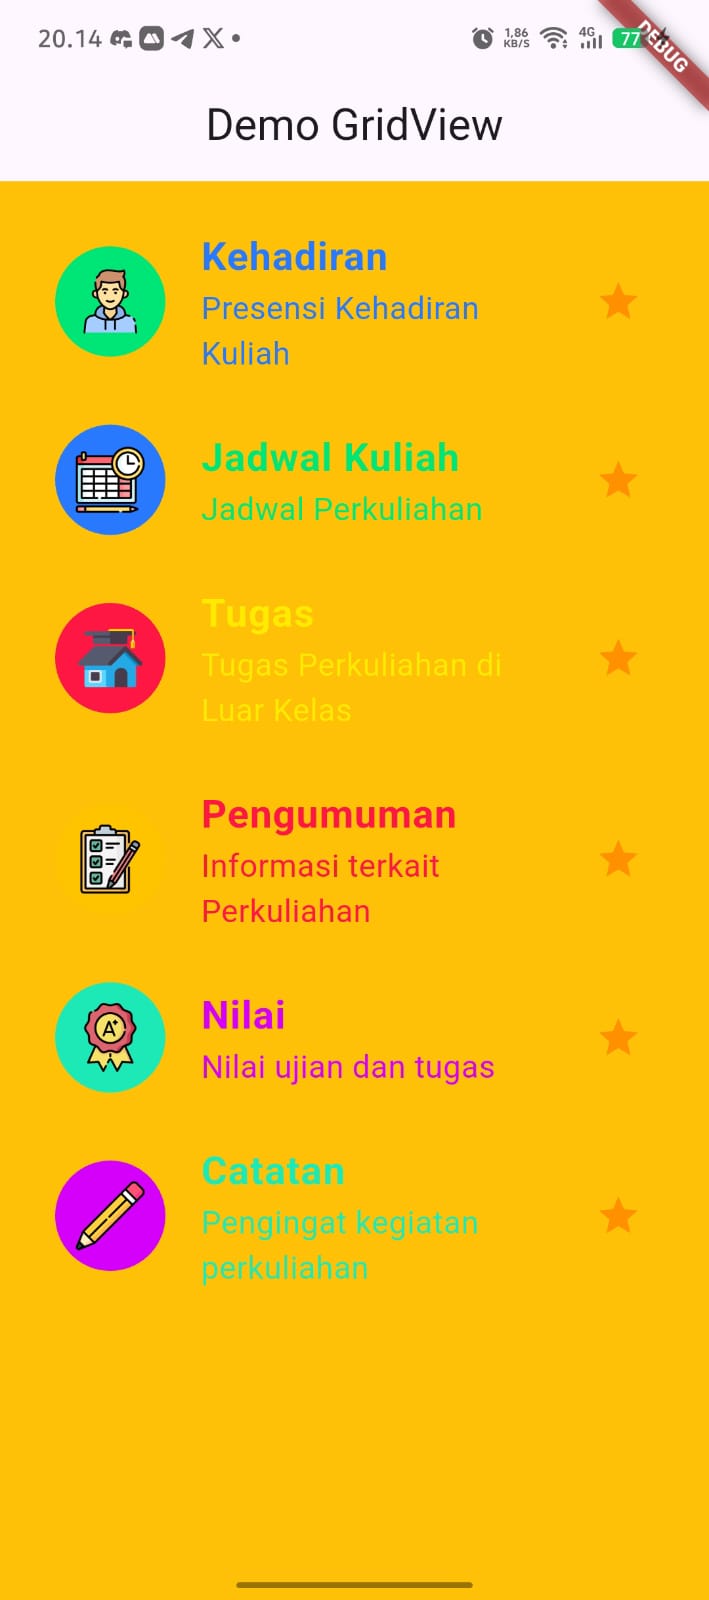 20.14
1,86
KB/S
4G
77
DEBUG
Demo GridView
Kehadiran
Presensi Kehadiran
Kuliah
Jadwal Kuliah
Jadwal Perkuliahan
Tugas
Tugas Perkuliahan di
Luar Kelas
Pengumuman
Informasi terkait
Perkuliahan
A+
Nilai
Nilai ujian dan tugas
Catatan
Pengingat kegiatan
perkuliahan